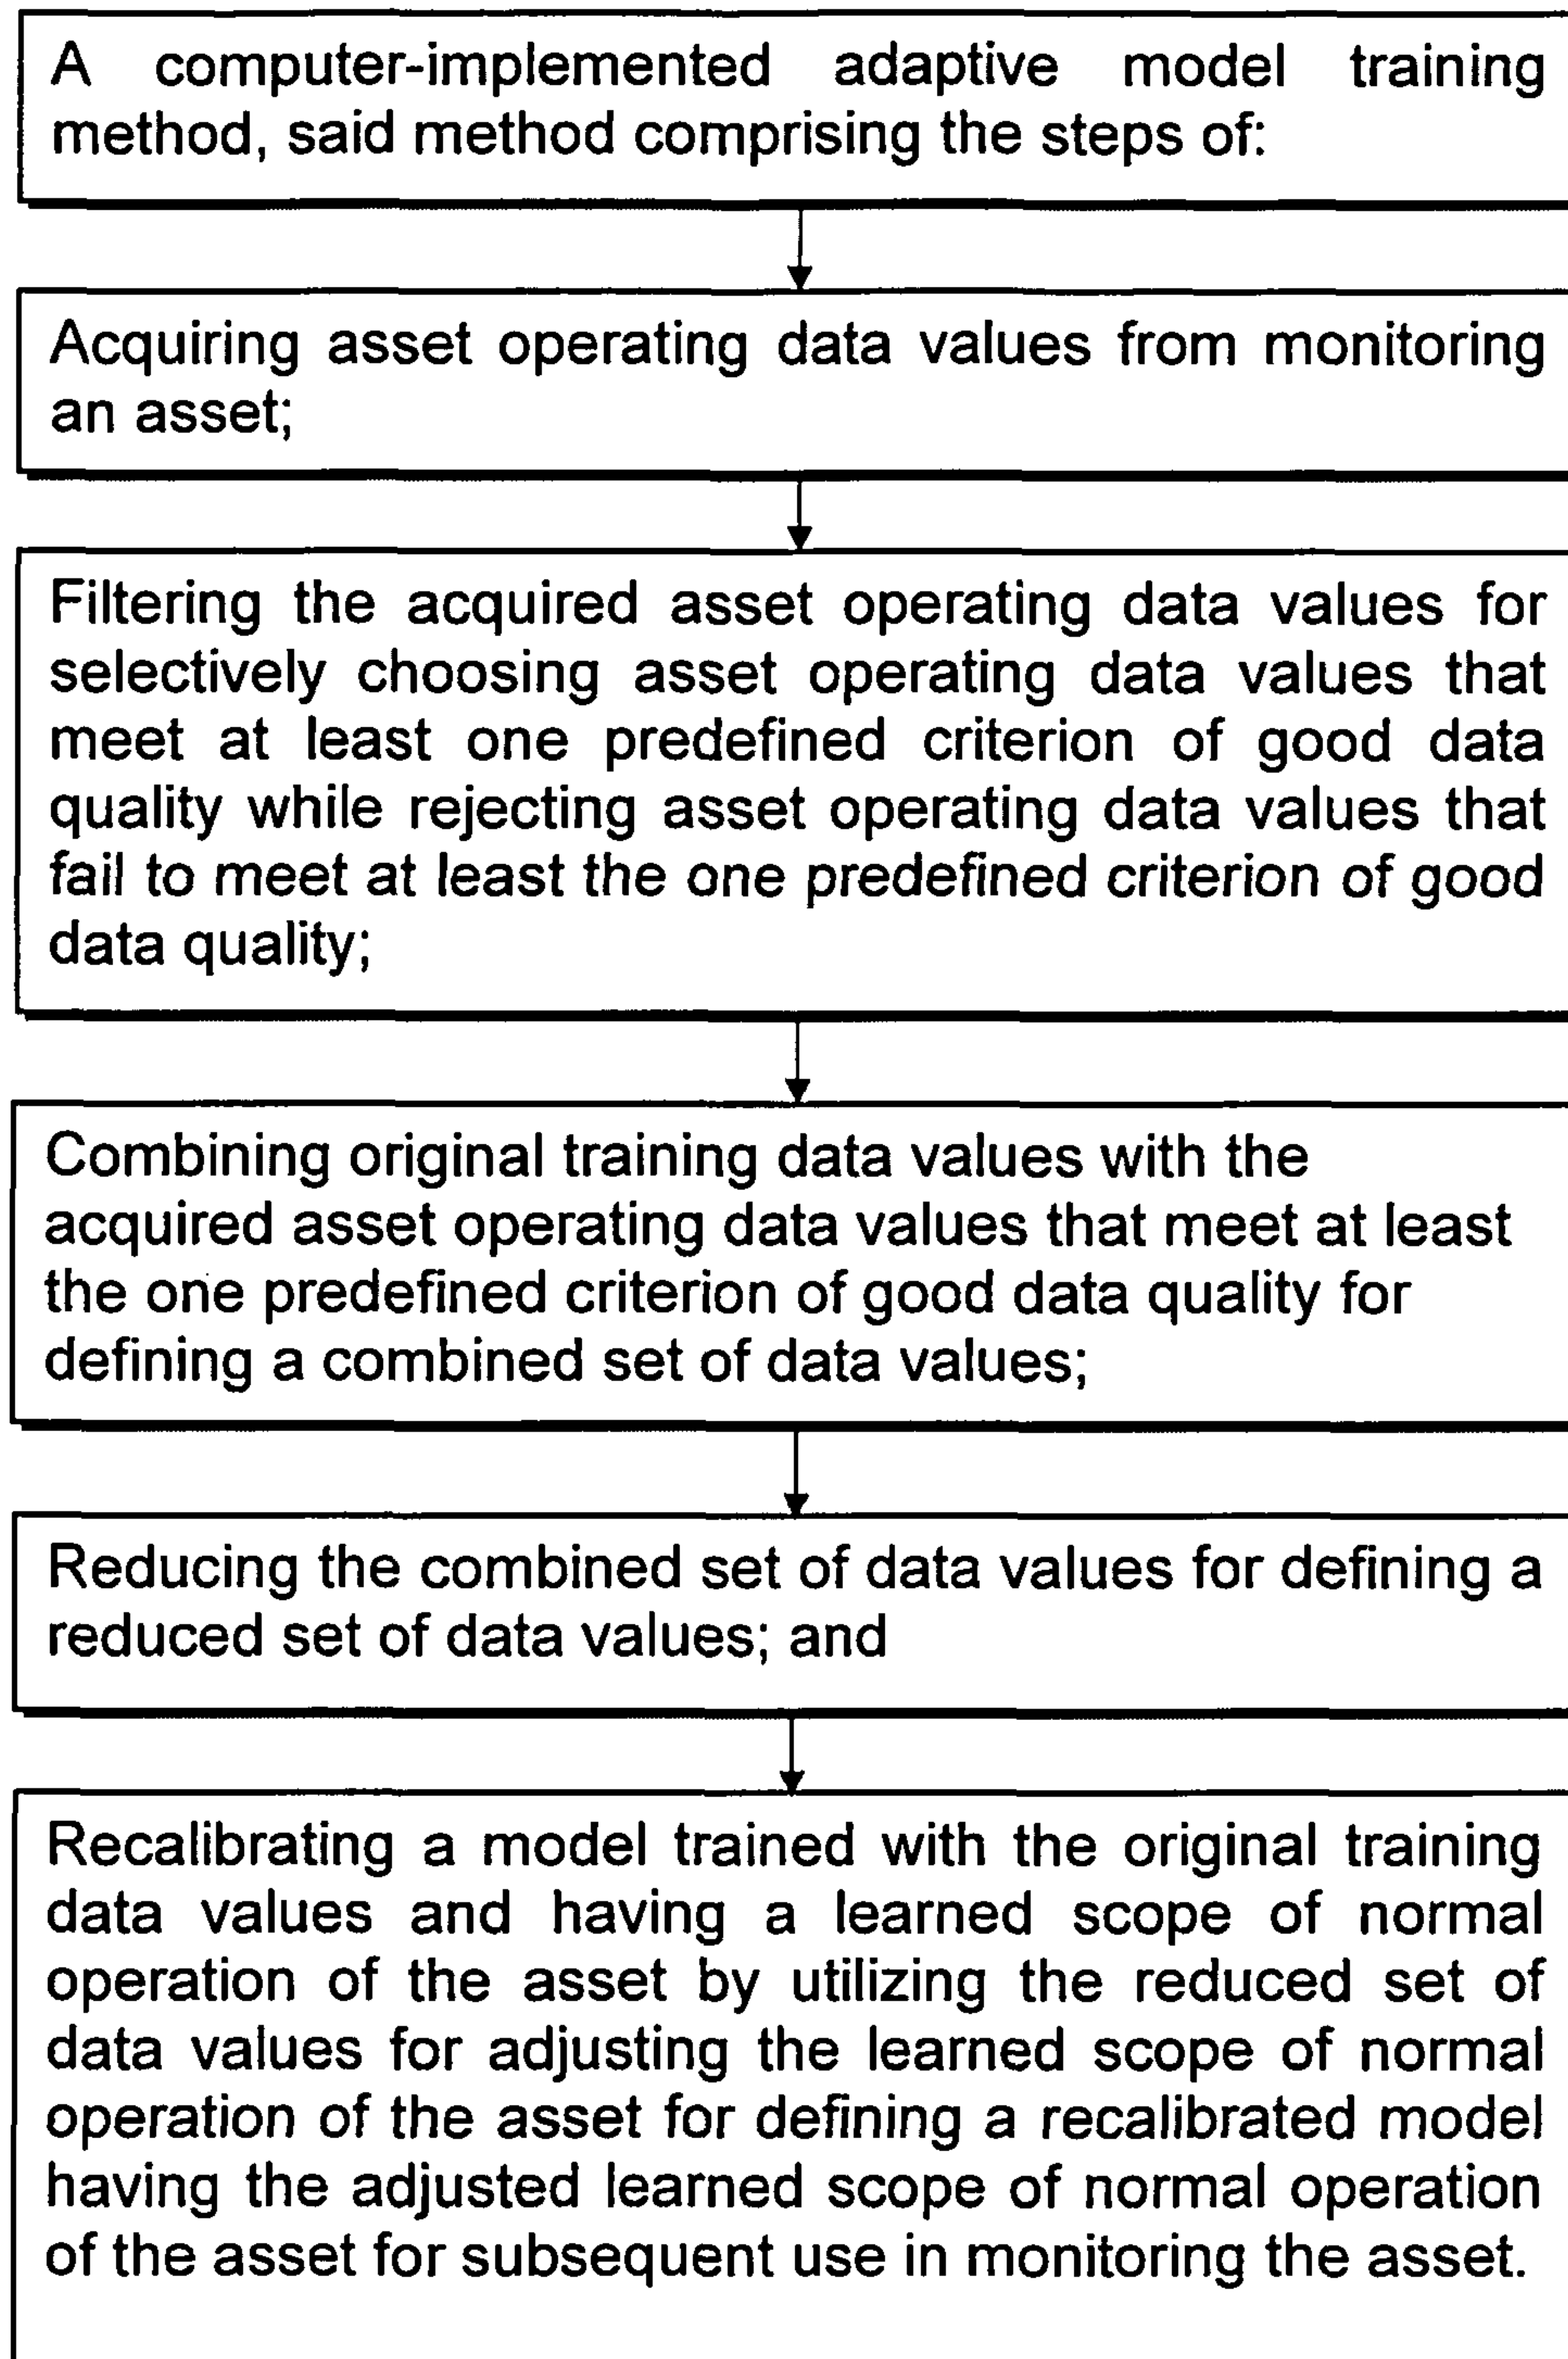 A computer-implemented adaptive model training
method, said method comprising the steps of:
Acquiring asset operating data values from monitoring
an asset;
Filtering the acquired asset operating data values for
selectively choosing asset operating data values that
meet at least one predefined criterion of good data
quality while rejecting asset operating data values that
fail to meet at least the one predefined criterion of good
data quality;
Combining original training data values with the
acquired asset operating data values that meet at least
the one predefined criterion of good data quality for
defining a combined set of data values;
Reducing the combined set of data values for defining a
reduced set of data values; and
Recalibrating a model trained with the original training
data values and having a learned scope of normal
operation of the asset by utilizing the reduced set of
data values for adjusting the learned scope of normal
operation of the asset for defining a recalibrated model
having the adjusted learned scope of normal operation
of the asset for subsequent use in monitoring the asset.